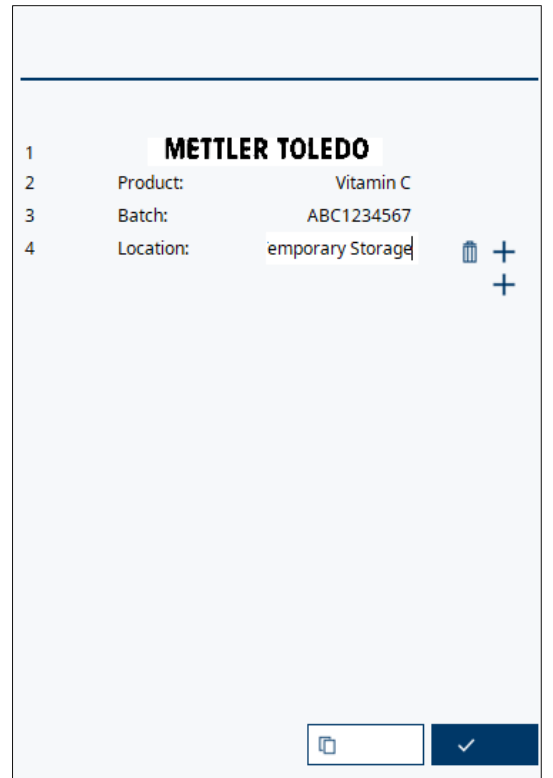 1 METTLER TOLEDO
2 Product: Vitamin C
3 Batch: ABC1234567
4 Location: emporary Storage